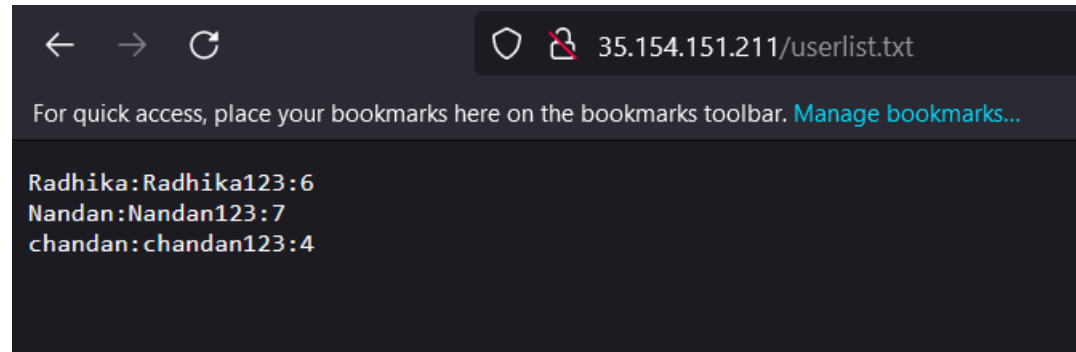 35.154.151.211/userlist.txt
For quick access, place your bookmarks here on the bookmarks toolbar. Manage bookmarks...
Radhika:Radhika123:6
Nandan:Nandan123:7
chandan:chandan123:4